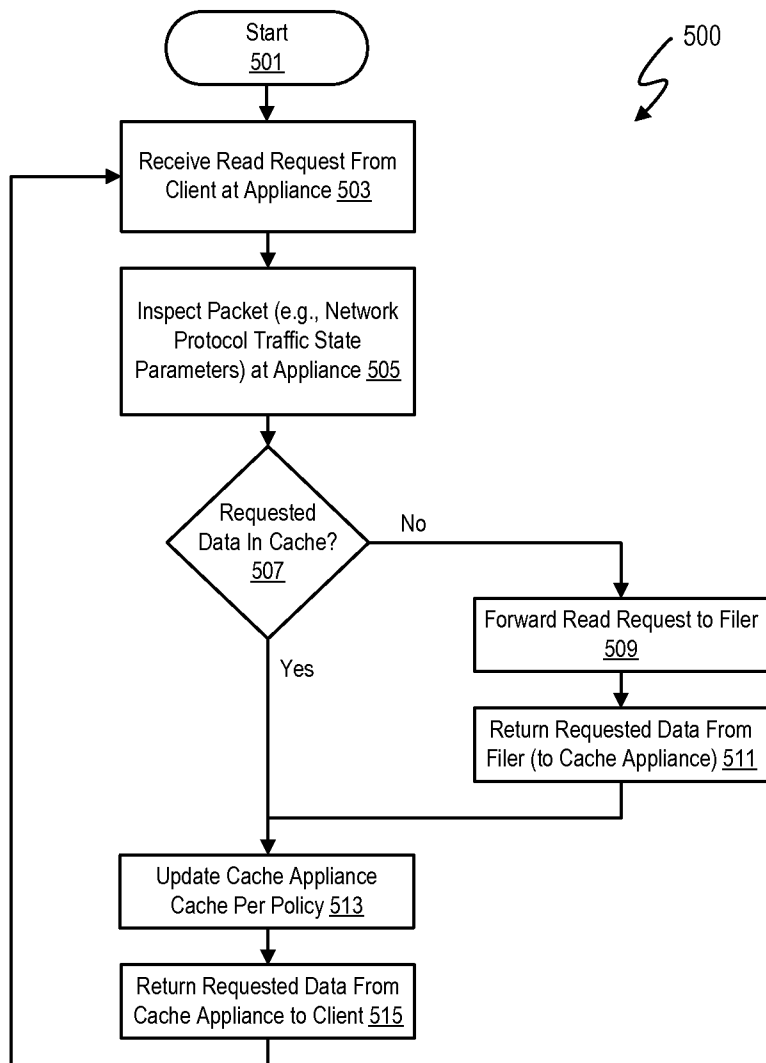 Start
501
500
Receive Read Request From
Client at Appliance 503
Inspect Packet (e.g., Network
Protocol Traffic State
Parameters) at Appliance 505
Requested
Data In Cache?
507
No
Yes
Forward Read Request to Filer
509
Return Requested Data From
Filer (to Cache Appliance) 511
Update Cache Appliance
Cache Per Policy 513
Return Requested Data From
Cache Appliance to Client 515